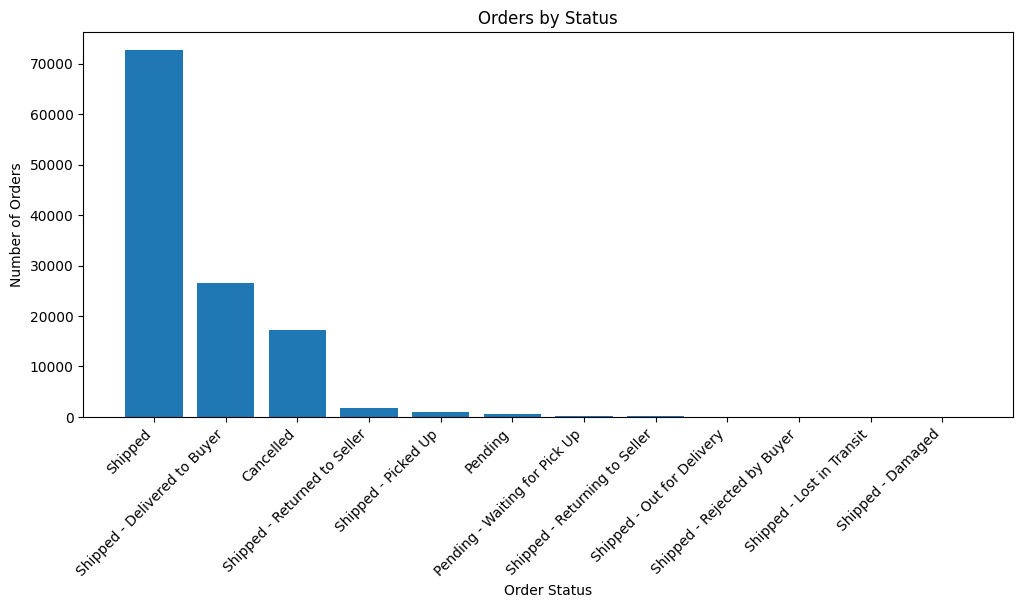 Orders by Status
Number of Orders
70000
60000
50000
40000
30000
20000
10000
0
Shipped
Shipped - Delivered to Buyer
Cancelled
Shipped - Returned to Seller
Shipped - Picked Up
Pending
Pending - Waiting for Pick Up
Shipped - Returning to Seller
Shipped - Out for Delivery
Shipped - Rejected by Buyer
Shipped - Lost in Transit
Shipped - Damaged
Order Status